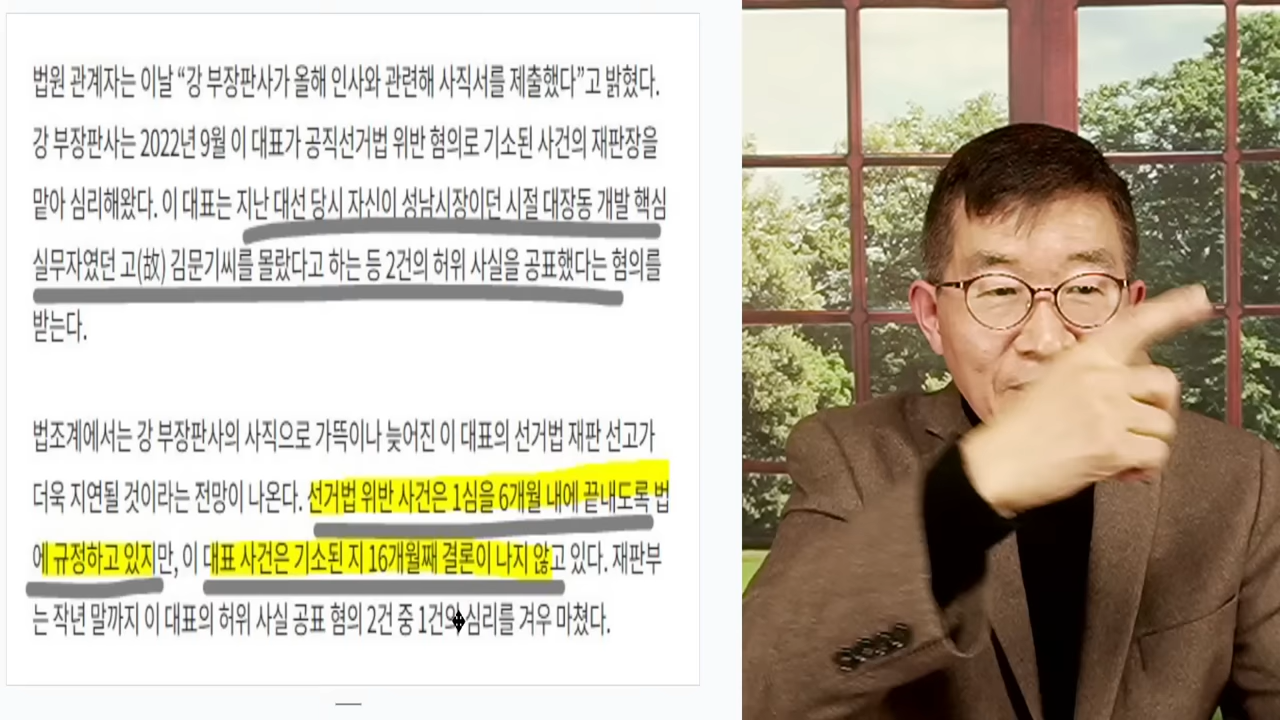 법원 관계자는 이날 “강 부장판사가 올해 인사와 관련해 사직서를 제출했다”고 밝혔다.
강 부장판사는 2022년 9월 이 대표가 공직선거법 위반 혐의로 기소된 사건의 재판장을
맡아 심리해왔다. 이 대표는 지난 대선 당시 자신이 성남시장이던 시절 대장동 개발 핵심
실무자였던 고(故) 김문기씨를 몰랐다고 하는 등 2건의 허위 사실을 공표했다는 혐의를
받는다.
법조계에서는 강 부장판사의 사직으로 가뜩이나 늦어진 이 대표의 선거법 재판 선고가
더욱 지연될 것이라는 전망이 나온다. 선거법 위반 사건은 1심을 6개월 내에 끝내도록 법
에 규정하고 있지만, 이 대표 사건은 기소된 지 16개월째 결론이 나지 않고 있다. 재판부
는 작년 말까지 이 대표의 허위 사실 공표 혐의 2건 중 1건의 심리를 겨우 마쳤다.